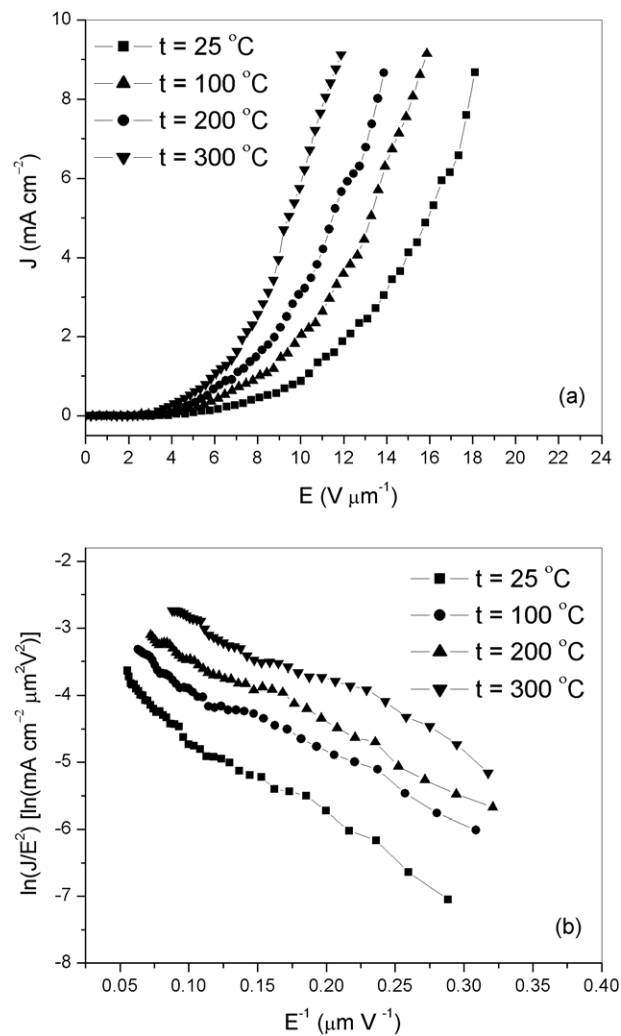 10
8
6
4
2
0
J (mA cm⁻²)
t = 25 °C
t = 100 °C
t = 200 °C
t = 300 °C
(a)
0 2 4 6 8 10 12 14 16 18 20 22 24
E (V μm⁻¹)
-2
-3
-4
-5
-6
-7
-8
ln(J/E²) [ln(mA cm⁻² μm²V²)]
t = 25 °C
t = 100 °C
t = 200 °C
t = 300 °C
(b)
0.05 0.10 0.15 0.20 0.25 0.30 0.35 0.40
E⁻¹ (μm V⁻¹)